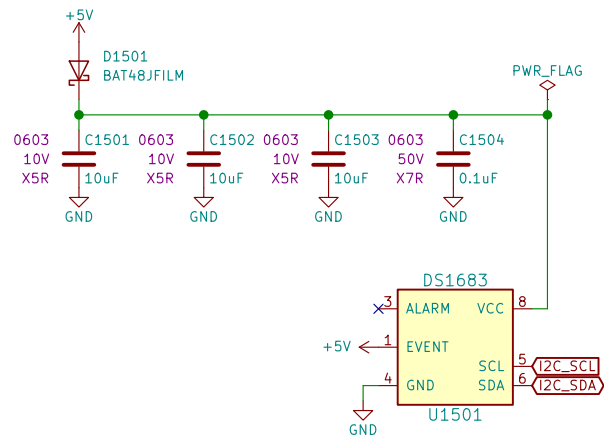 +5V
D1501
BAT48JFILM
PWR_FLAG
0603 C1501 0603 C1502 0603 C1503 0603 C1504
10V 10V 10V 50V
X5R 10uF X5R 10uF X5R 10uF X7R 0.1uF
GND GND GND GND
DS1683
3 ALARM VCC 8
+5V 1 EVENT
SCL 5 I2C_SCL
4 GND SDA 6 I2C_SDA
GND U1501